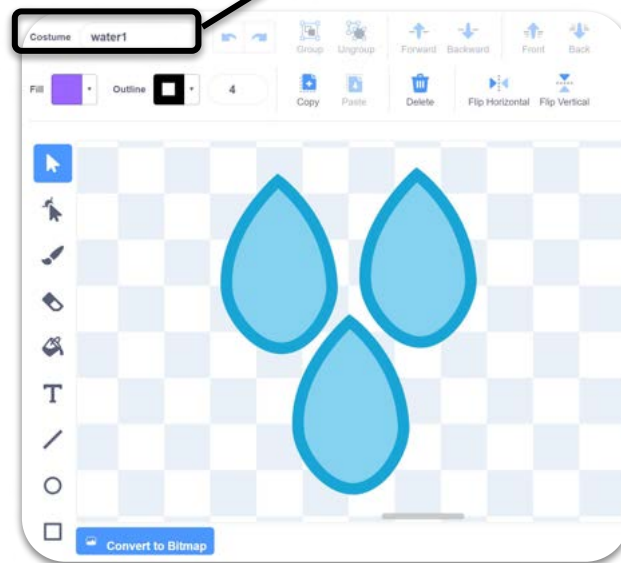 Costume water1
Group Ungroup Forward Backward Front Back
Fill Outline 4 Copy Paste Delete Flip Horizontal Flip Vertical
T
Convert to Bitmap